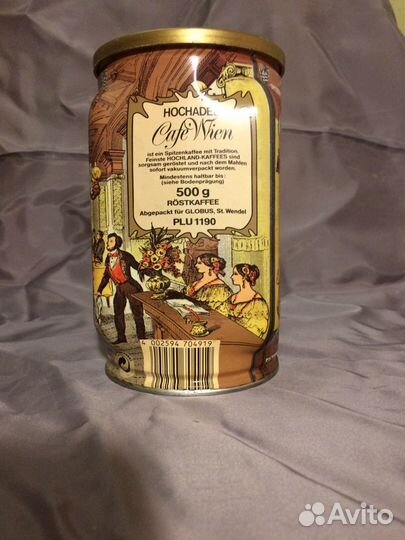 HOCHADEL
Café Wien
ist ein Spitzenkaffee mit Tradition.
Feinste HOCHLAND-KAFFEES sind
sorgsam geröstet und nach dem Mahlen
sofort vakuumverpackt worden.
Mindestens haltbar bis:
(siehe Bodenprägung)
500 g
RÖSTKAFFEE
Abgepackt für GLOBUS, St. Wendel
PLU 1190
4 002594 704919
Avito